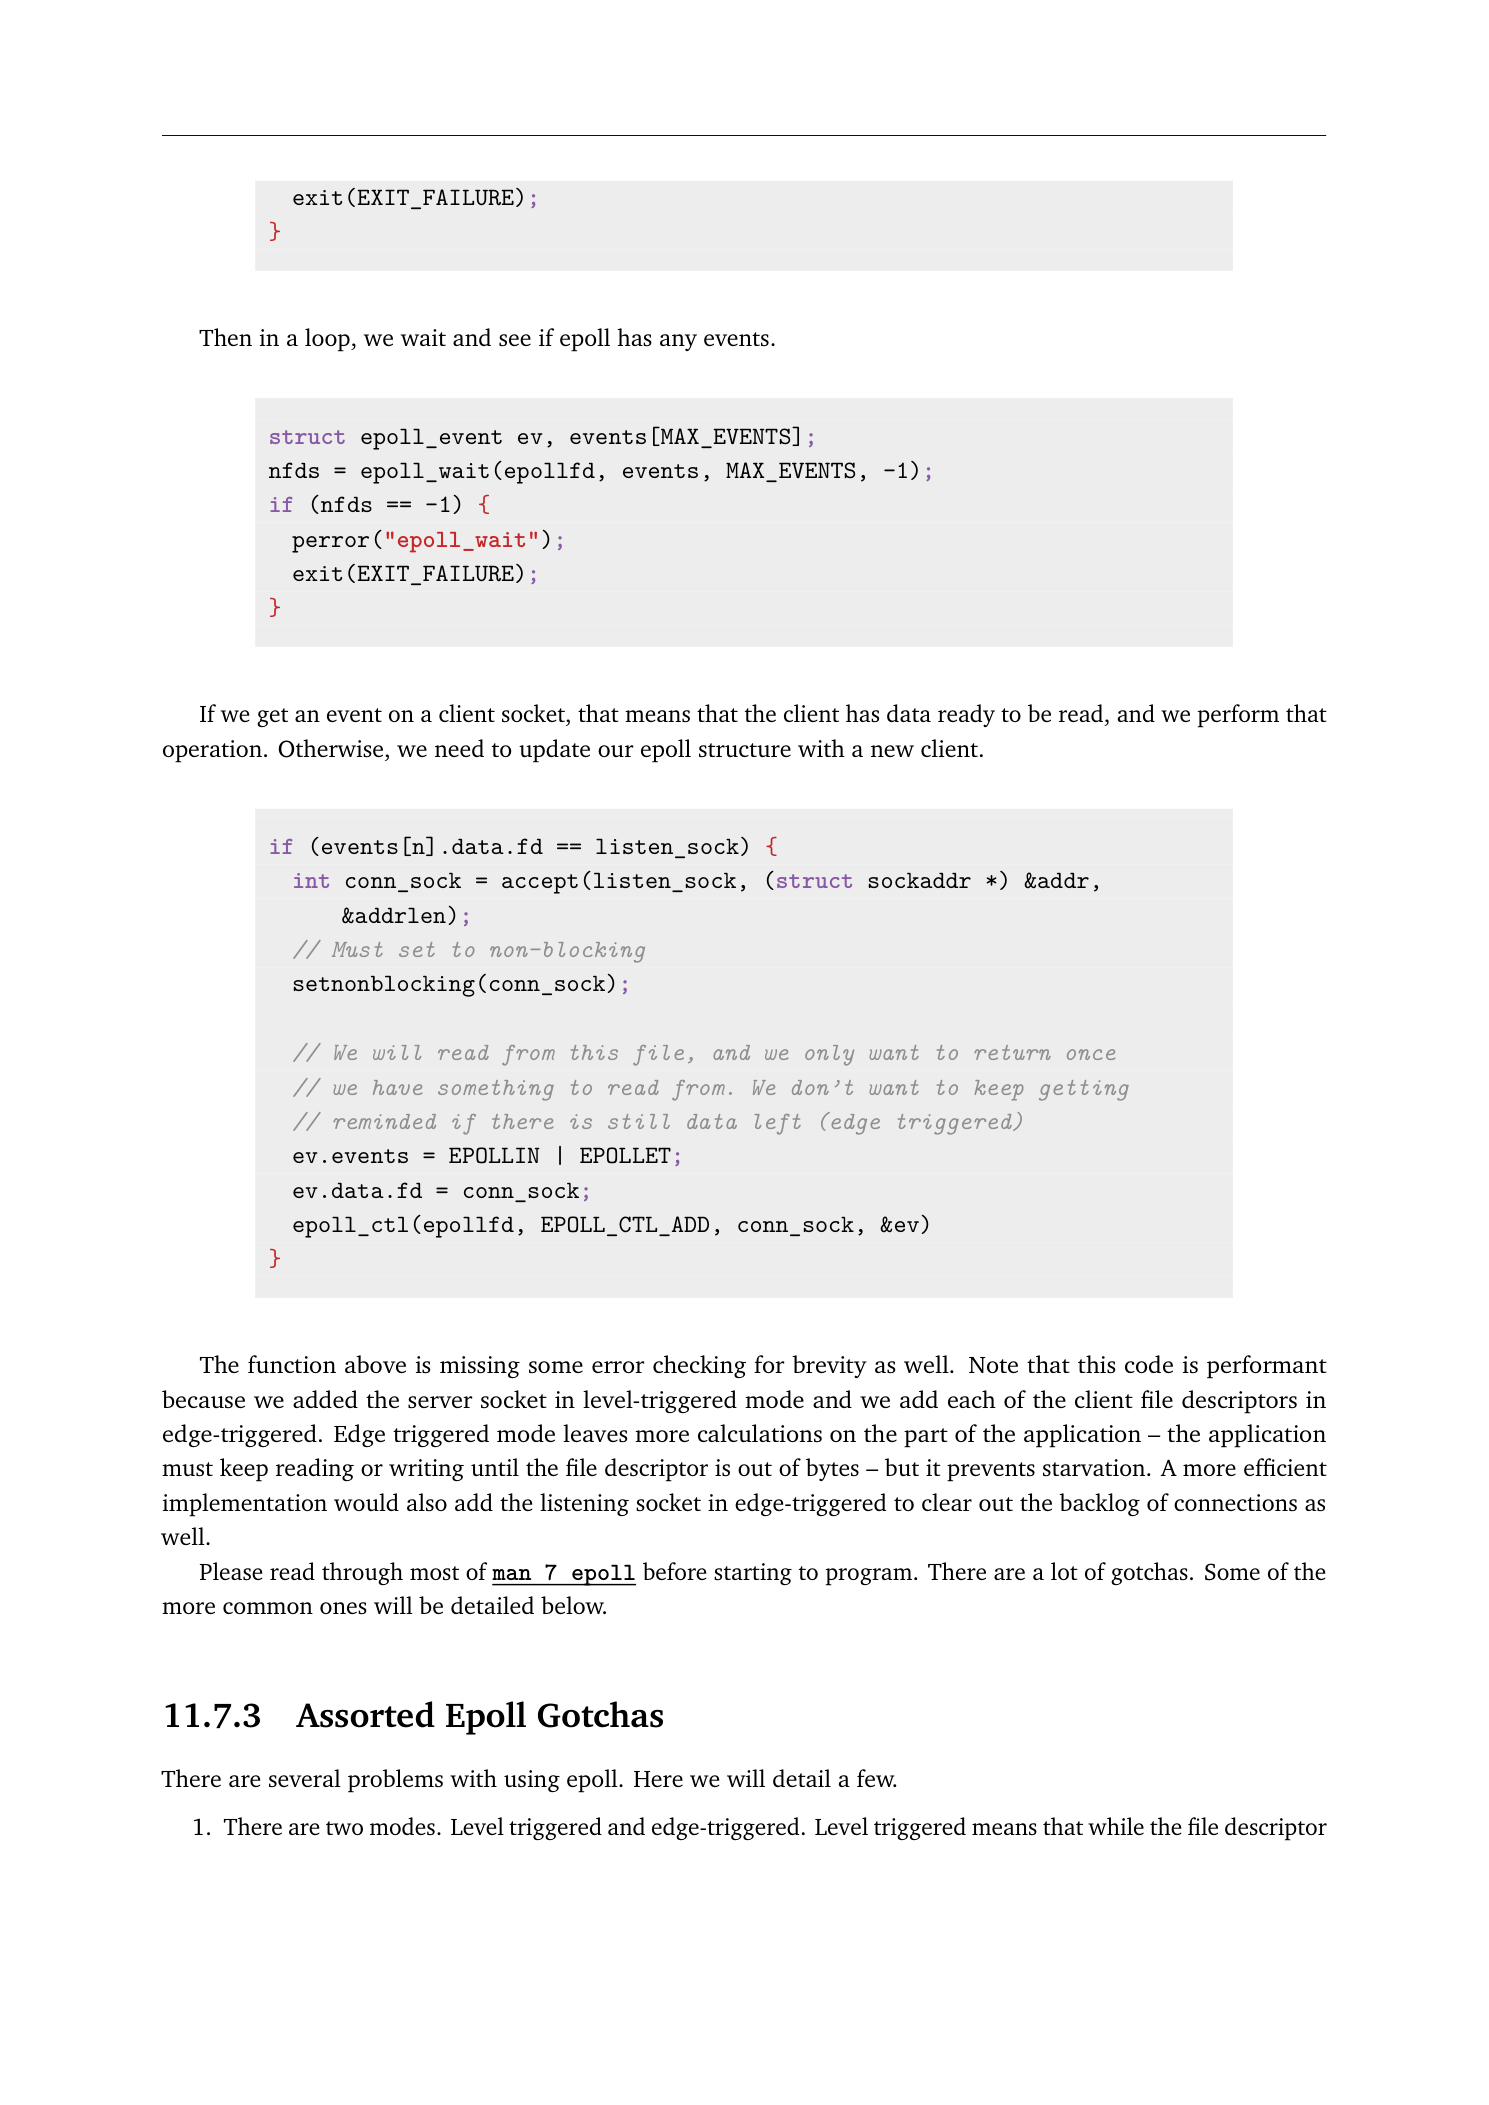 exit(EXIT_FAILURE);
}
Then in a loop, we wait and see if epoll has any events.
struct epoll_event ev, events[MAX_EVENTS];
nfds = epoll_wait(epollfd, events, MAX_EVENTS, -1);
if (nfds == -1) {
perror("epoll_wait");
exit(EXIT_FAILURE);
}
If we get an event on a client socket, that means that the client has data ready to be read, and we perform that
operation. Otherwise, we need to update our epoll structure with a new client.
if (events[n].data.fd == listen_sock) {
int conn_sock = accept(listen_sock, (struct sockaddr *) &addr,
&addrlen);
// Must set to non-blocking
setnonblocking(conn_sock);
// We will read from this file, and we only want to return once
// we have something to read from. We don't want to keep getting
// reminded if there is still data left (edge triggered)
ev.events = EPOLLIN | EPOLLET;
ev.data.fd = conn_sock;
epoll_ctl(epollfd, EPOLL_CTL_ADD, conn_sock, &ev)
}
The function above is missing some error checking for brevity as well. Note that this code is performant
because we added the server socket in level-triggered mode and we add each of the client file descriptors in
edge-triggered. Edge triggered mode leaves more calculations on the part of the application – the application
must keep reading or writing until the file descriptor is out of bytes – but it prevents starvation. A more efficient
implementation would also add the listening socket in edge-triggered to clear out the backlog of connections as
well.
Please read through most of man 7 epoll before starting to program. There are a lot of gotchas. Some of the
more common ones will be detailed below.
11.7.3 Assorted Epoll Gotchas
There are several problems with using epoll. Here we will detail a few.
1. There are two modes. Level triggered and edge-triggered. Level triggered means that while the file descriptor